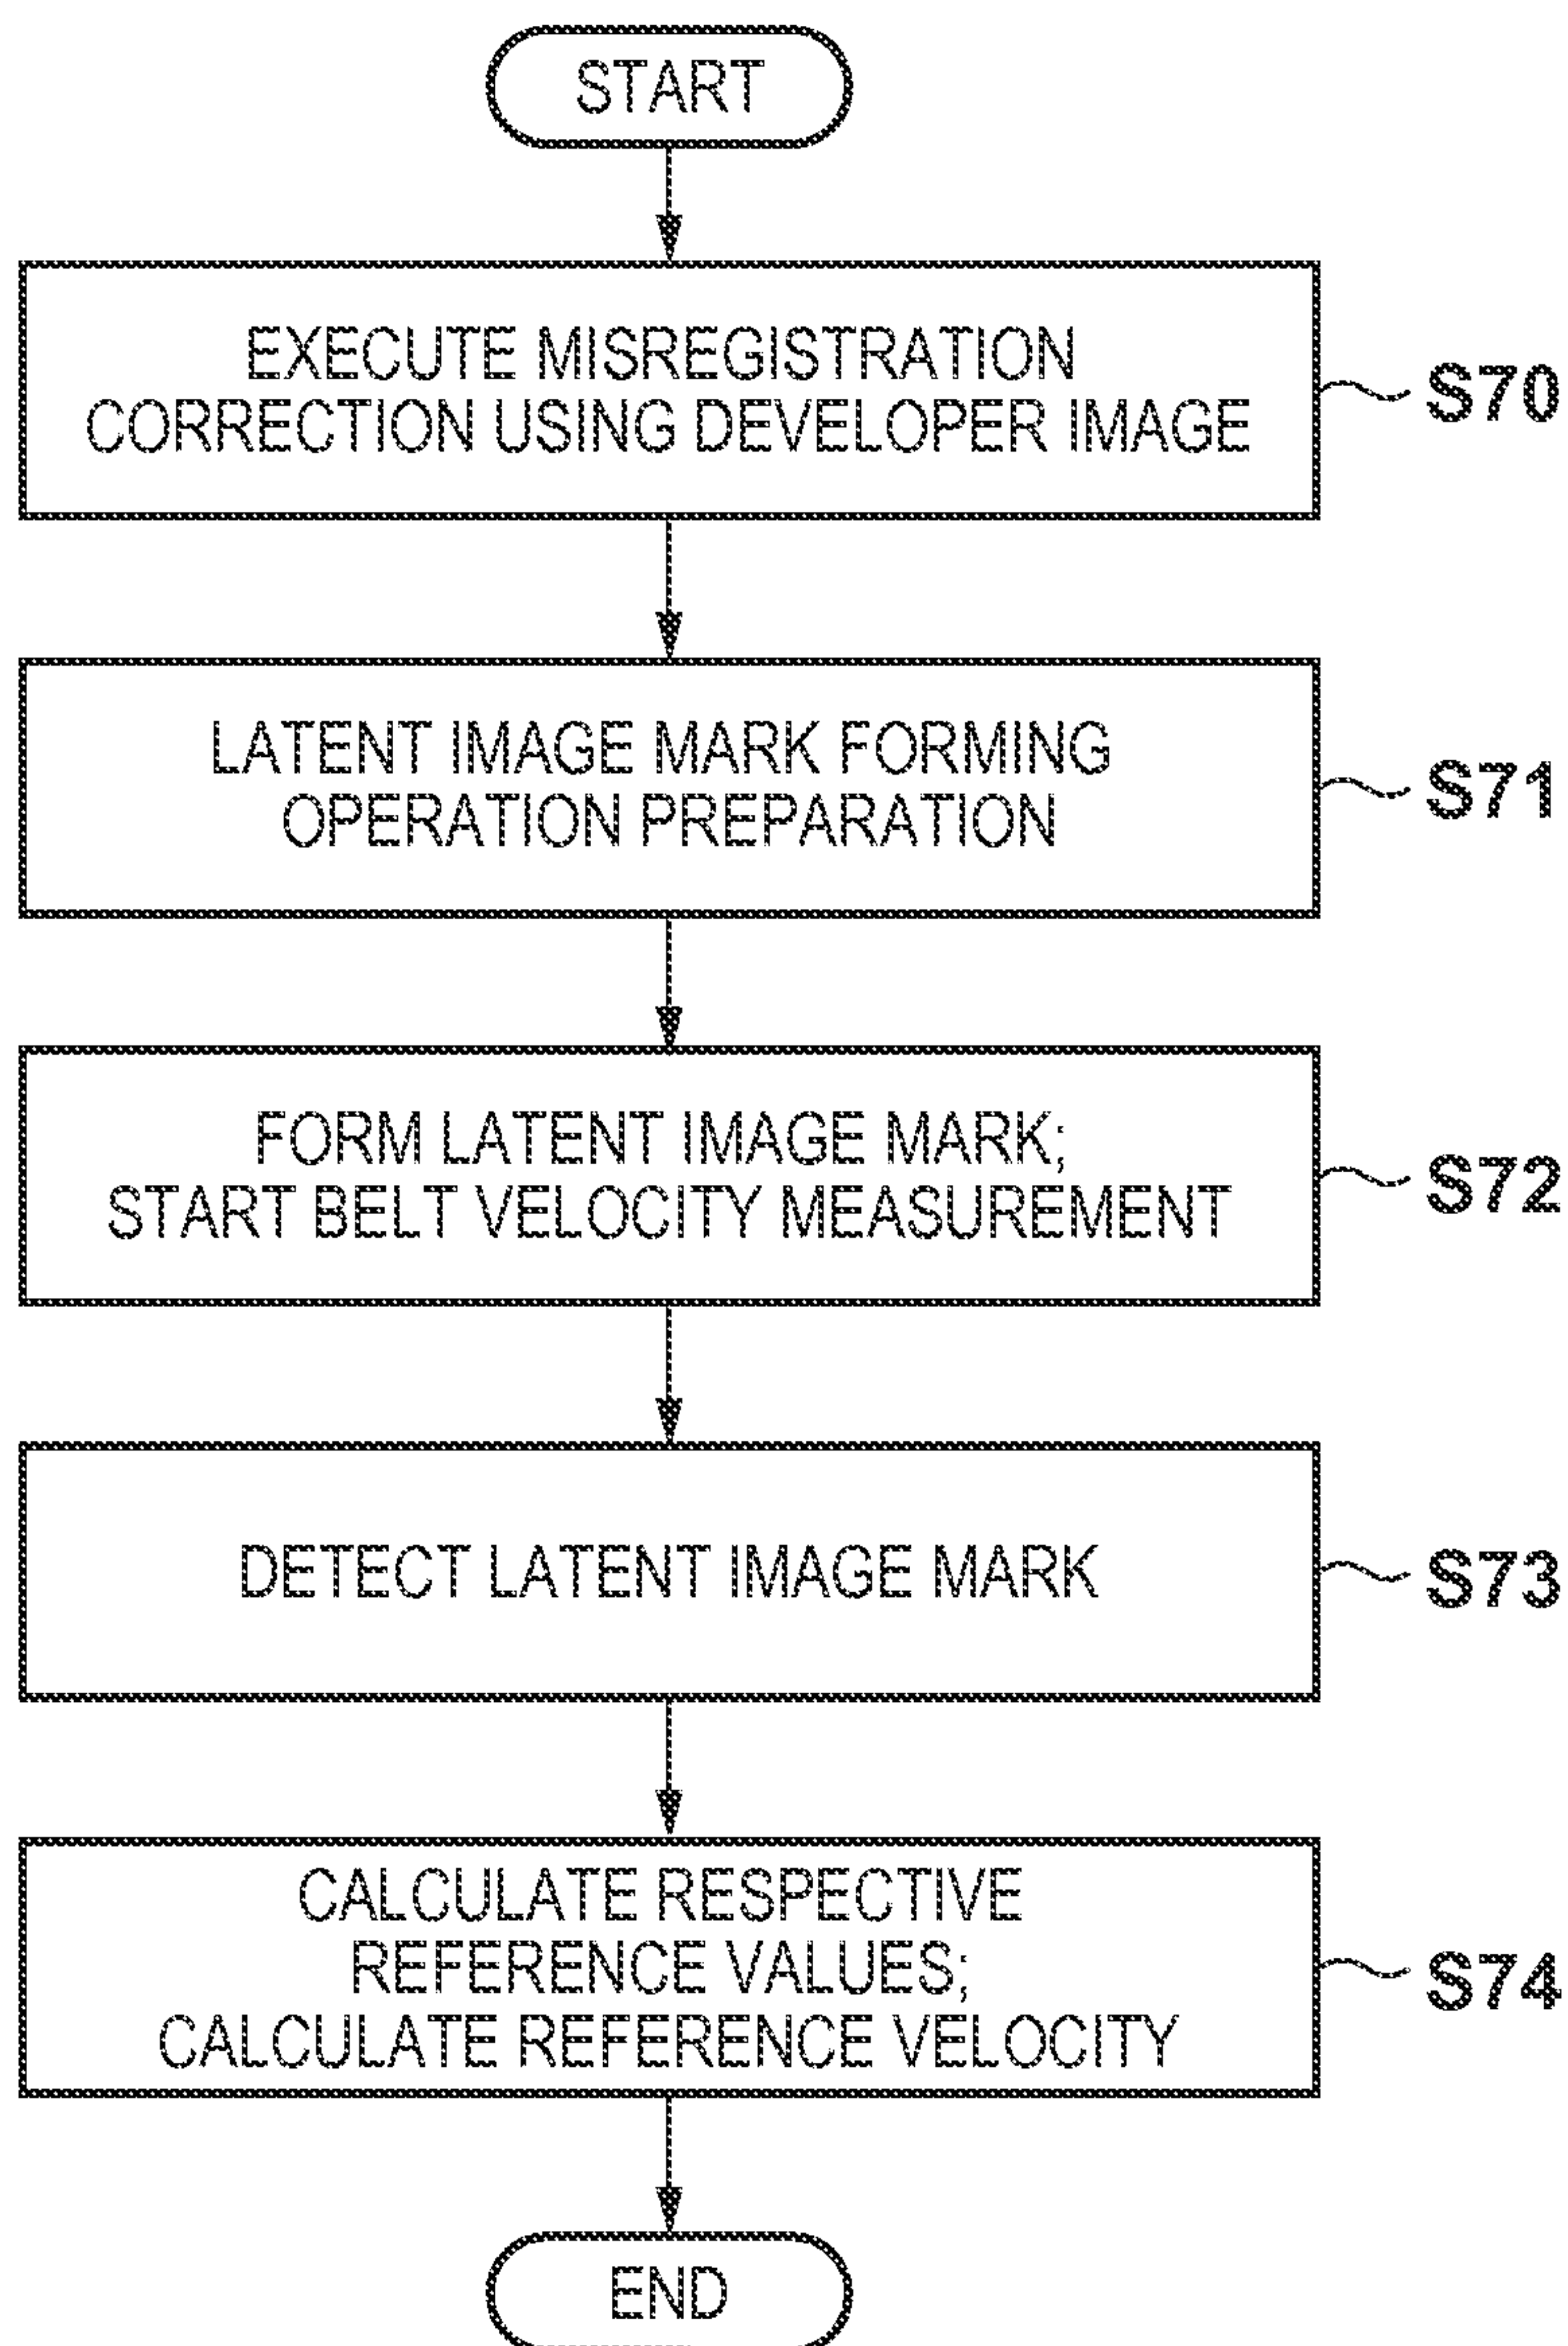 START
EXECUTE MISREGISTRATION
CORRECTION USING DEVELOPER IMAGE
S70
LATENT IMAGE MARK FORMING
OPERATION PREPARATION
S71
FORM LATENT IMAGE MARK;
START BELT VELOCITY MEASUREMENT
S72
DETECT LATENT IMAGE MARK
S73
CALCULATE RESPECTIVE
REFERENCE VALUES;
CALCULATE REFERENCE VELOCITY
S74
END